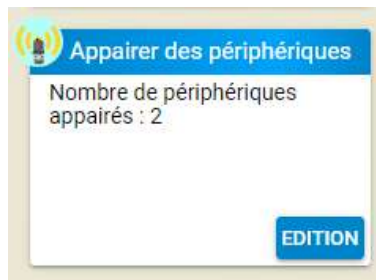 Appairer des périphériques
Nombre de périphériques
appairés : 2
EDITION